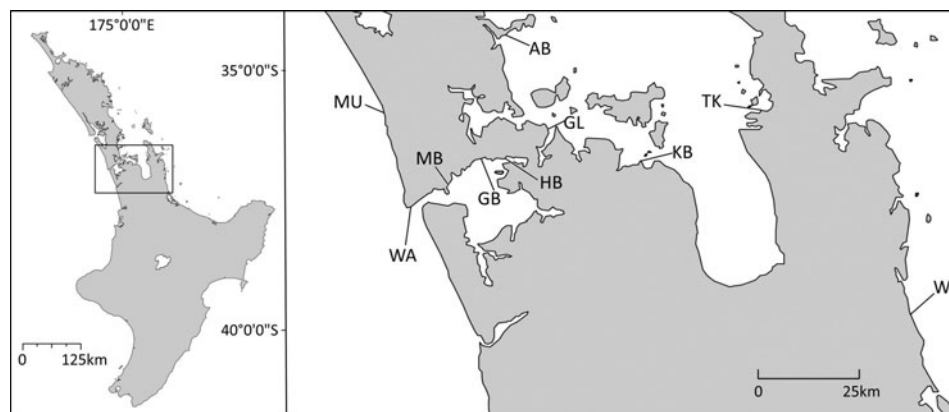 175°0'0"E
35°0'0"S
40°0'0"S
0 125km
AB
MU
GL
TK
MB
KB
HB
GB
WA
W
0 25km